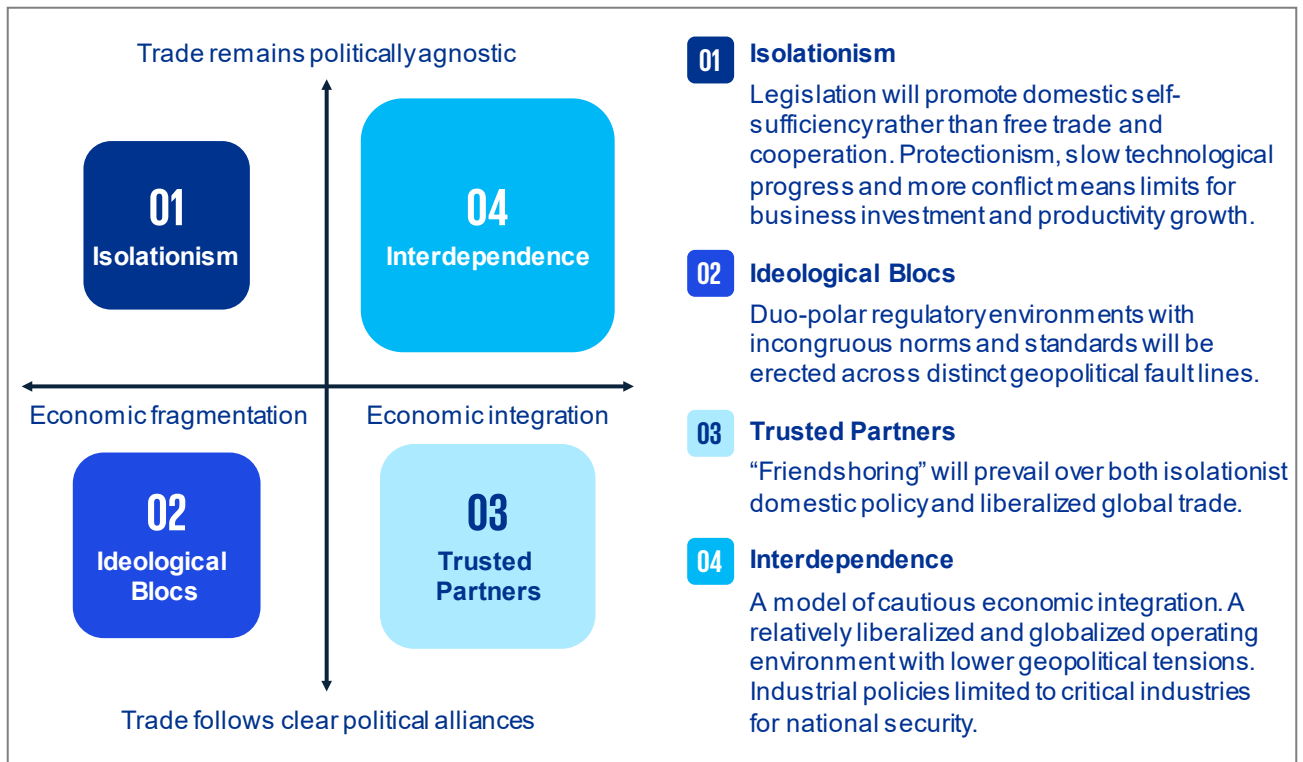 Trade remains politically agnostic
01
Isolationism
04
Interdependence
Economic fragmentation
Economic integration
02
Ideological
Blocs
03
Trusted
Partners
Trade follows clear political alliances
01
Isolationism
Legislation will promote domestic self-
sufficiency rather than free trade and
cooperation. Protectionism, slow technological
progress and more conflict means limits for
business investment and productivity growth.
02
Ideological Blocs
Duo-polar regulatory environments with
incongruous norms and standards will be
erected across distinct geopolitical fault lines.
03
Trusted Partners
“Friendshoring” will prevail over both isolationist
domestic policy and liberalized global trade.
04
Interdependence
A model of cautious economic integration. A
relatively liberalized and globalized operating
environment with lower geopolitical tensions.
Industrial policies limited to critical industries
for national security.